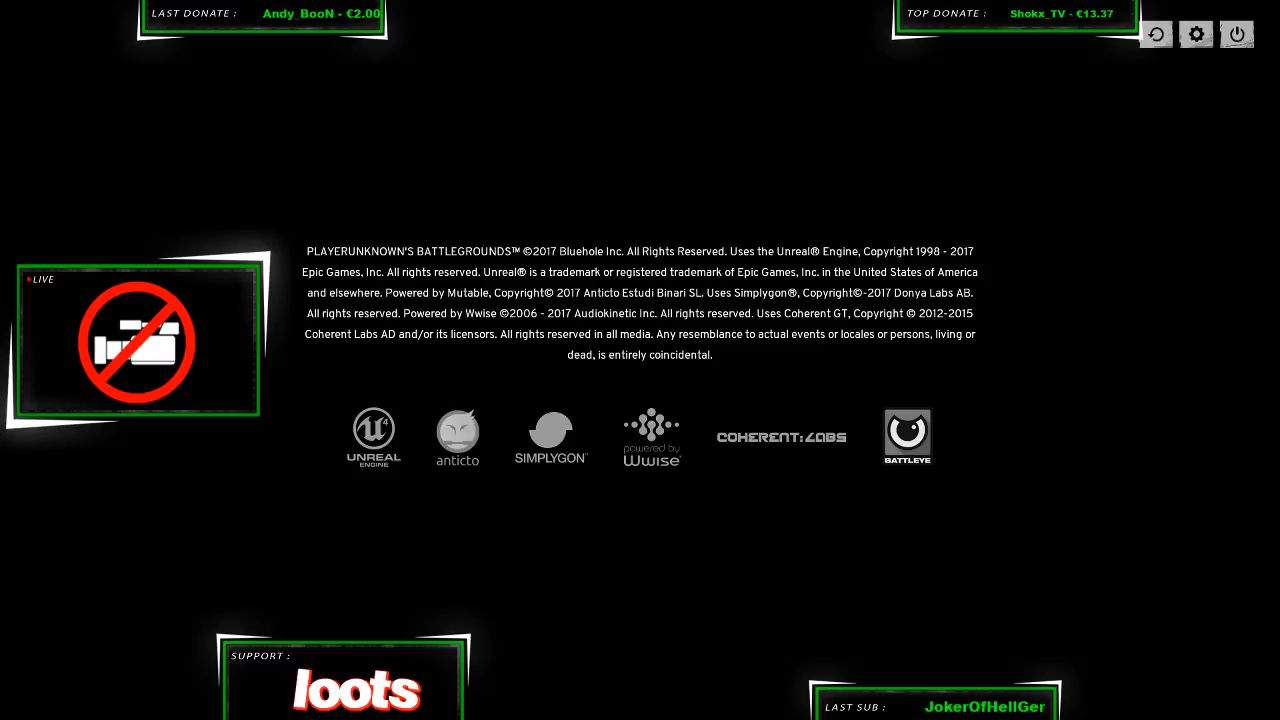 LAST DONATE : Andy_BooN - €2.00
TOP DONATE : Shokx_TV - €13.37
PLAYERUNKNOWN'S BATTLEGROUNDS™ ©2017 Bluehole Inc. All Rights Reserved. Uses the Unreal® Engine, Copyright 1998 - 2017
Epic Games, Inc. All rights reserved. Unreal® is a trademark or registered trademark of Epic Games, Inc. in the United States of America
and elsewhere. Powered by Mutable, Copyright© 2017 Anticto Estudi Binari SL. Uses Simplygon®, Copyright©-2017 Donya Labs AB.
All rights reserved. Powered by Wwise ©2006 - 2017 Audiokinetic Inc. All rights reserved. Uses Coherent GT, Copyright © 2012-2015
Coherent Labs AD and/or its licensors. All rights reserved in all media. Any resemblance to actual events or locales or persons, living or
dead, is entirely coincidental.
LIVE
UNREAL
ENGINE
4
anticto
SIMPLYGON™
powered by
Wwise®
COHERENT:LABS
BATTLEYE
SUPPORT :
loots
LAST SUB : JokerOfHellGer